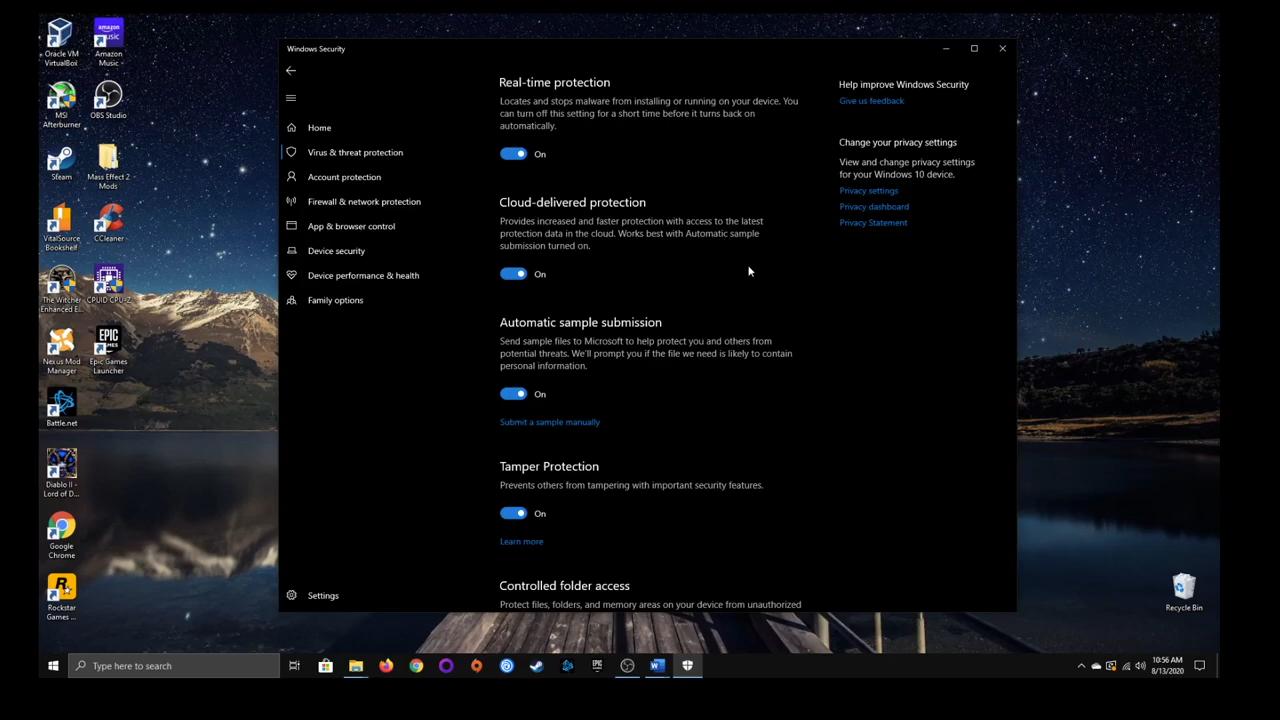 Oracle VM
VirtualBox
amazon
music
Amazon
Music -
MSI
Afterburner
OBS Studio
Steam
Mass Effect 2
Mods
VitalSource
Bookshelf
CCleaner
The Witcher
Enhanced E...
CPUID CPU-Z
Nexus Mod
Manager
EPIC
GAMES
Epic Games
Launcher
Battle.net
Diablo II -
Lord of D...
Google
Chrome
R
Rockstar
Games ...
Windows Security
Home
Virus & threat protection
Account protection
Firewall & network protection
App & browser control
Device security
Device performance & health
Family options
Settings
Real-time protection
Locates and stops malware from installing or running on your device. You
can turn off this setting for a short time before it turns back on
automatically.
On
Cloud-delivered protection
Provides increased and faster protection with access to the latest
protection data in the cloud. Works best with Automatic sample
submission turned on.
On
Automatic sample submission
Send sample files to Microsoft to help protect you and others from
potential threats. We'll prompt you if the file we need is likely to contain
personal information.
On
Submit a sample manually
Tamper Protection
Prevents others from tampering with important security features.
On
Learn more
Controlled folder access
Protect files, folders, and memory areas on your device from unauthorized
Help improve Windows Security
Give us feedback
Change your privacy settings
View and change privacy settings
for your Windows 10 device.
Privacy settings
Privacy dashboard
Privacy Statement
Recycle Bin
Type here to search
EPIC
W
10:56 AM
8/13/2020